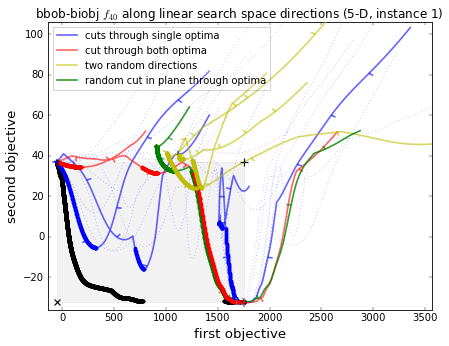 bbob-biobj f40 along linear search space directions (5-D, instance 1)
cuts through single optima
cut through both optima
two random directions
random cut in plane through optima
100
80
60
40
20
0
−20
second objective
0 500 1000 1500 2000 2500 3000 3500
first objective